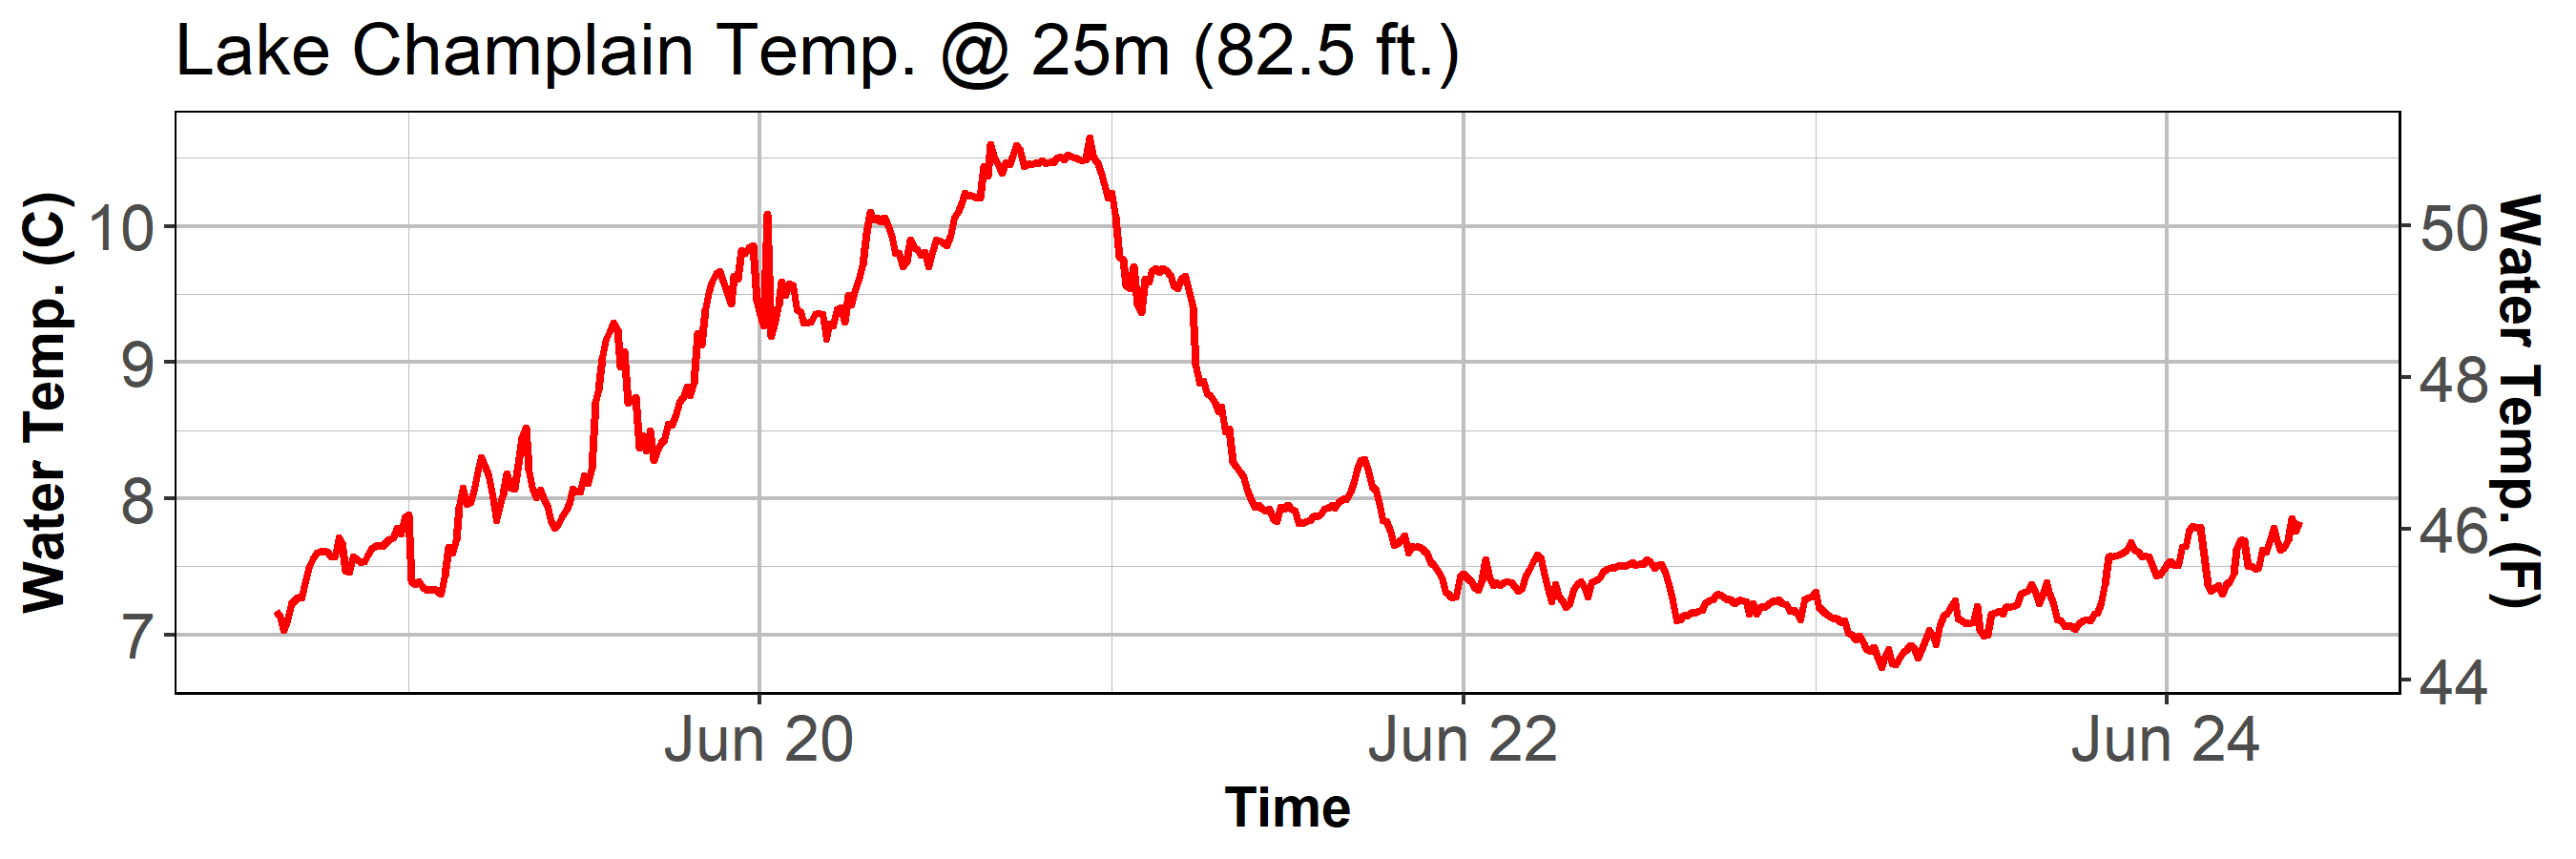 Lake Champlain Temp. @ 25m (82.5 ft.)
Water Temp. (C)
10
9
8
7
50
48
46
44
Water Temp. (F)
Jun 20
Jun 22
Jun 24
Time